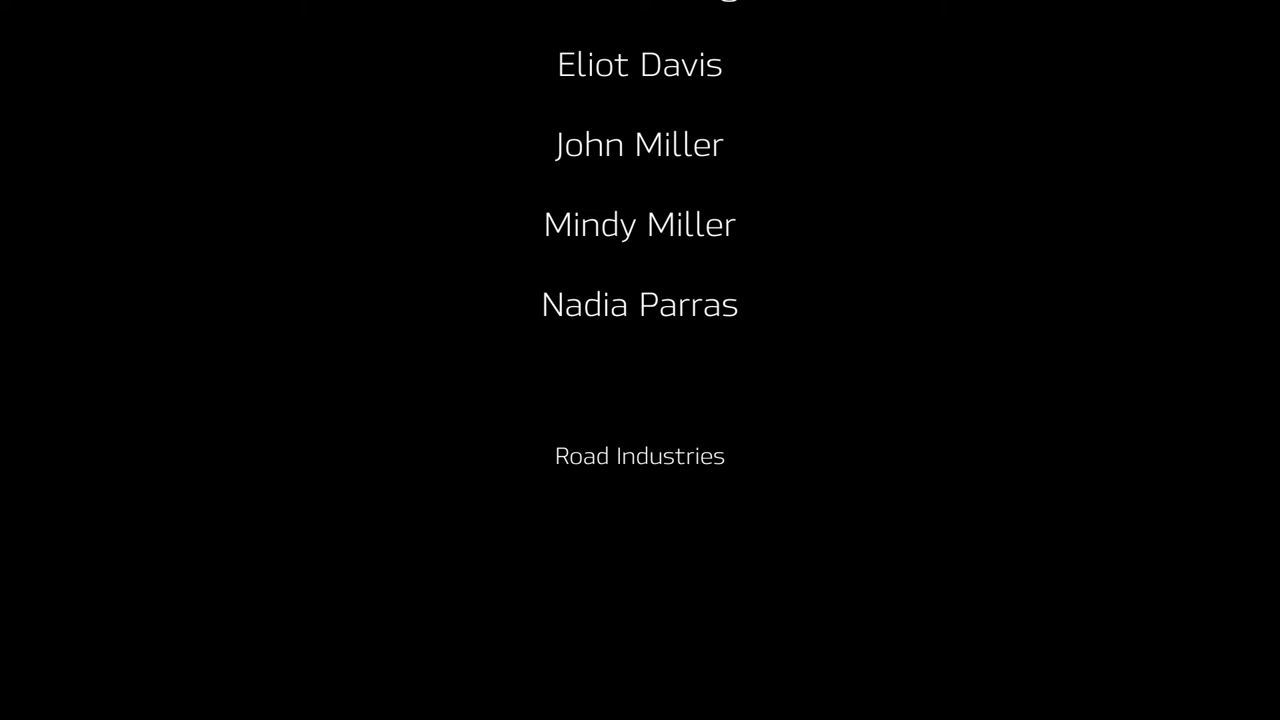 Eliot Davis
John Miller
Mindy Miller
Nadia Parras
Road Industries